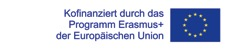 Kofinanziert durch das
Programm Erasmus+
der Europäischen Union